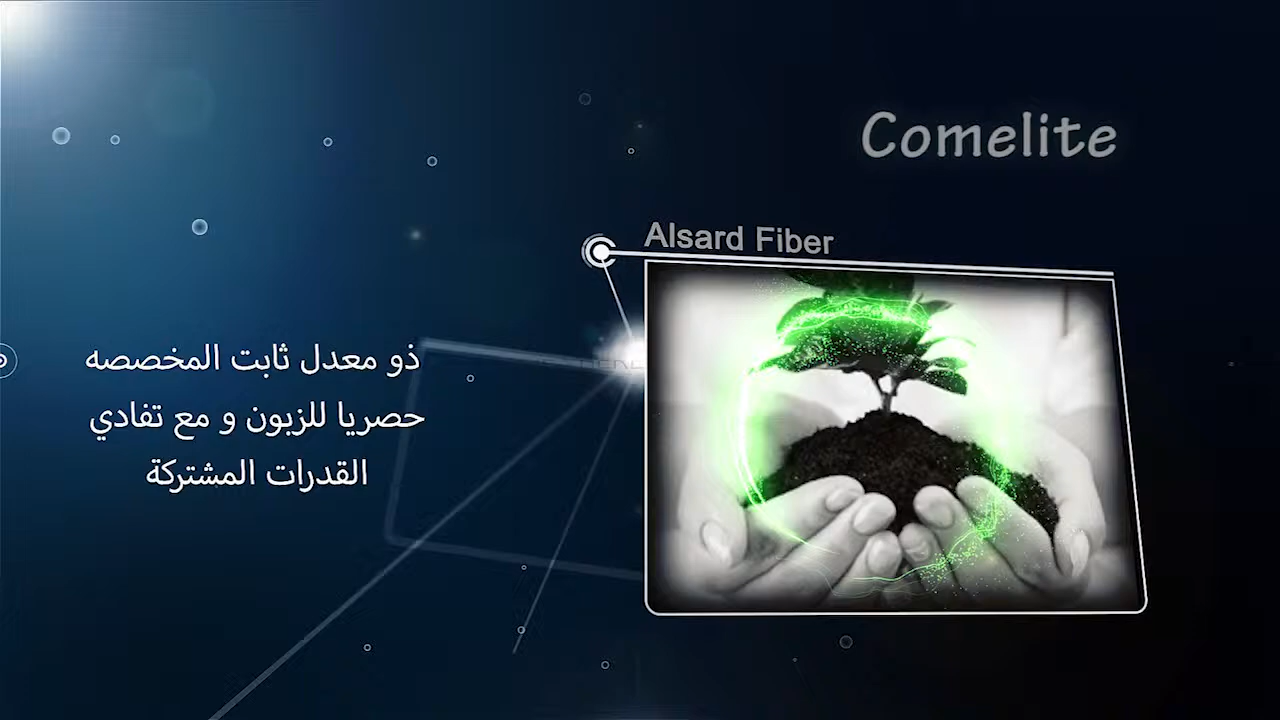 Comelite
Alsard Fiber
ذو معدل ثابت المخصصه
حصريا للزبون و مع تفادي
القدرات المشتركة